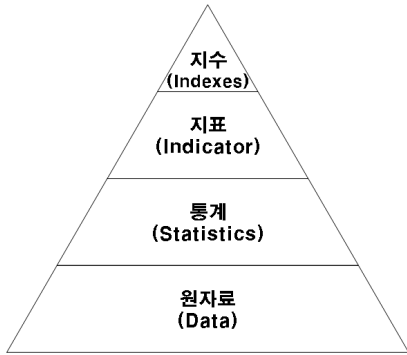 지수
(Indexes)
지표
(Indicator)
통계
(Statistics)
원자료
(Data)